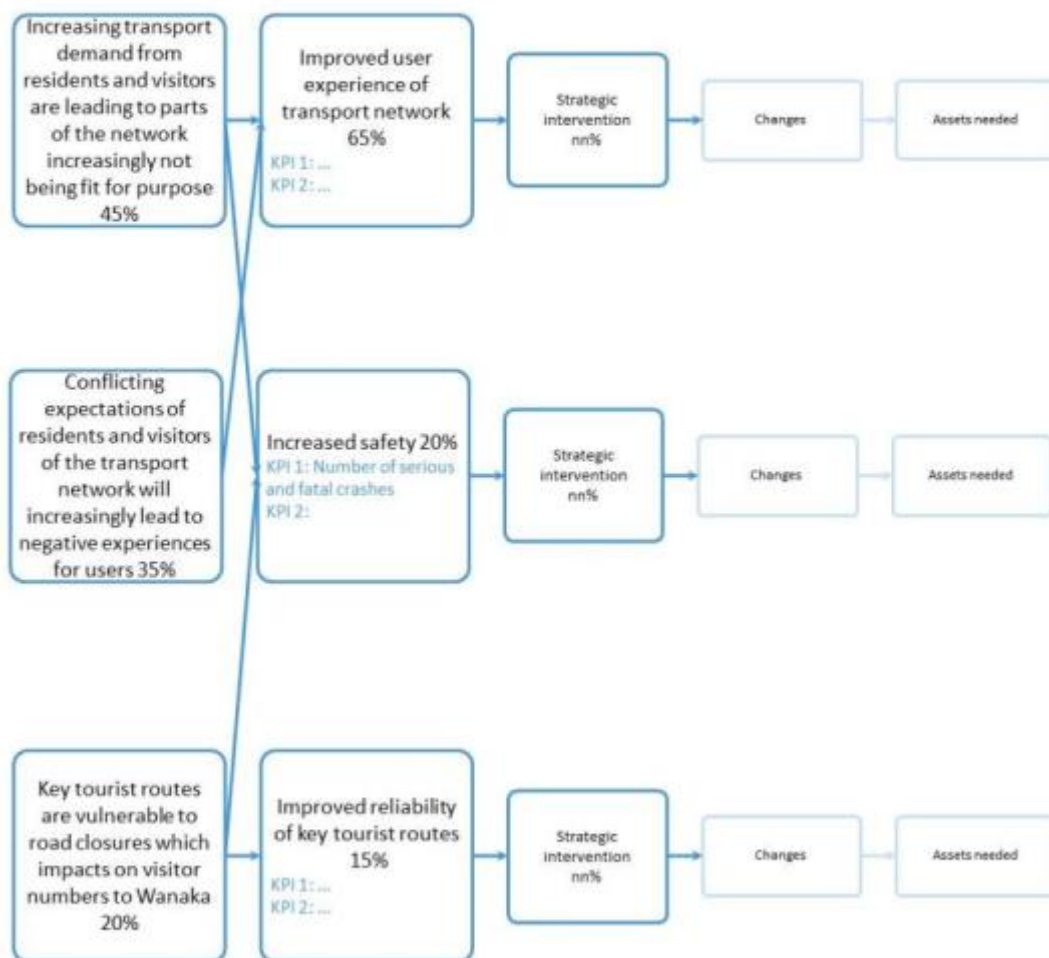 Increasing transport
demand from
residents and visitors
are leading to parts
of the network
increasingly not
being fit for purpose
45%
Improved user
experience of
transport network
65%
KPI 1: ...
KPI 2: ...
Strategic
intervention
nn%
Changes
Assets needed
Conflicting
expectations of
residents and visitors
of the transport
network will
increasingly lead to
negative experiences
for users 35%
Increased safety 20%
KPI 1: Number of serious
and fatal crashes
KPI 2:
Strategic
intervention
nn%
Changes
Assets needed
Key tourist routes
are vulnerable to
road closures which
impacts on visitor
numbers to Wanaka
20%
Improved reliability
of key tourist routes
15%
KPI 1: ...
KPI 2: ...
Strategic
intervention
nn%
Changes
Assets needed